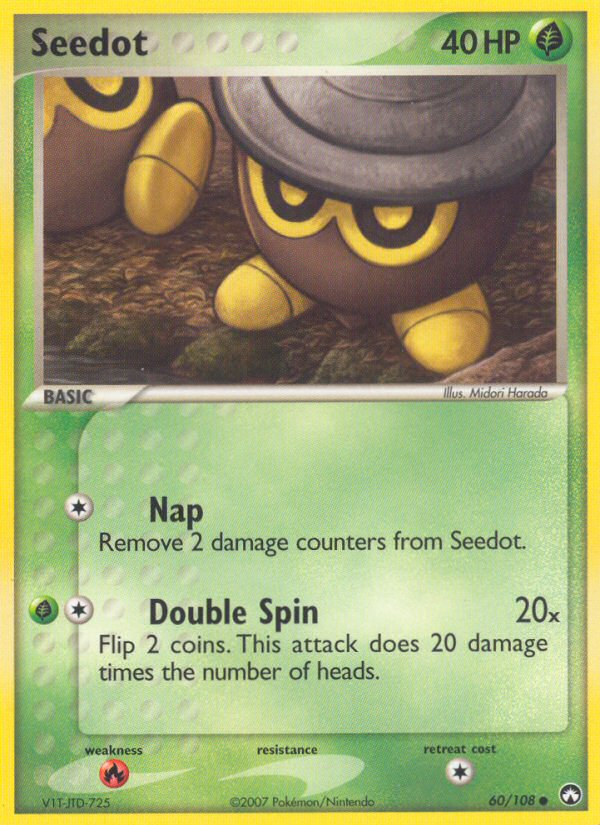 Seedot 40 HP
BASIC Illus. Midori Harada
Nap
Remove 2 damage counters from Seedot.
Double Spin 20x
Flip 2 coins. This attack does 20 damage
times the number of heads.
weakness resistance retreat cost
V1T-JTD-725 ©2007 Pokémon/Nintendo 60/108